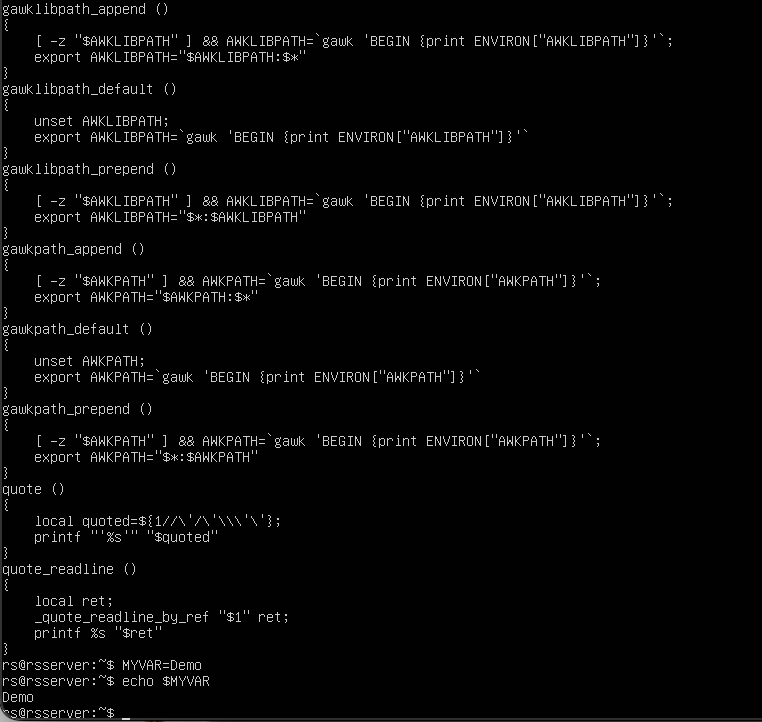 gawklibpath_append ()
{
    [ -z "$AWKLIBPATH" ] && AWKLIBPATH=`gawk 'BEGIN {print ENVIRON["AWKLIBPATH"]}'`;
    export AWKLIBPATH="$AWKLIBPATH:$*"
}
gawklibpath_default ()
{
    unset AWKLIBPATH;
    export AWKLIBPATH=`gawk 'BEGIN {print ENVIRON["AWKLIBPATH"]}'`
}
gawklibpath_prepend ()
{
    [ -z "$AWKLIBPATH" ] && AWKLIBPATH=`gawk 'BEGIN {print ENVIRON["AWKLIBPATH"]}'`;
    export AWKLIBPATH="$*:$AWKLIBPATH"
}
gawkpath_append ()
{
    [ -z "$AWKPATH" ] && AWKPATH=`gawk 'BEGIN {print ENVIRON["AWKPATH"]}'`;
    export AWKPATH="$AWKPATH:$*"
}
gawkpath_default ()
{
    unset AWKPATH;
    export AWKPATH=`gawk 'BEGIN {print ENVIRON["AWKPATH"]}'`
}
gawkpath_prepend ()
{
    [ -z "$AWKPATH" ] && AWKPATH=`gawk 'BEGIN {print ENVIRON["AWKPATH"]}'`;
    export AWKPATH="$*:$AWKPATH"
}
quote ()
{
    local quoted=${1//\'/\'\\\'\'};
    printf "'%s'" "$quoted"
}
quote_readline ()
{
    local ret;
    _quote_readline_by_ref "$1" ret;
    printf %s "$ret"
}
rs@rsserver:~$ MYVAR=Demo
rs@rsserver:~$ echo $MYVAR
Demo
rs@rsserver:~$ _